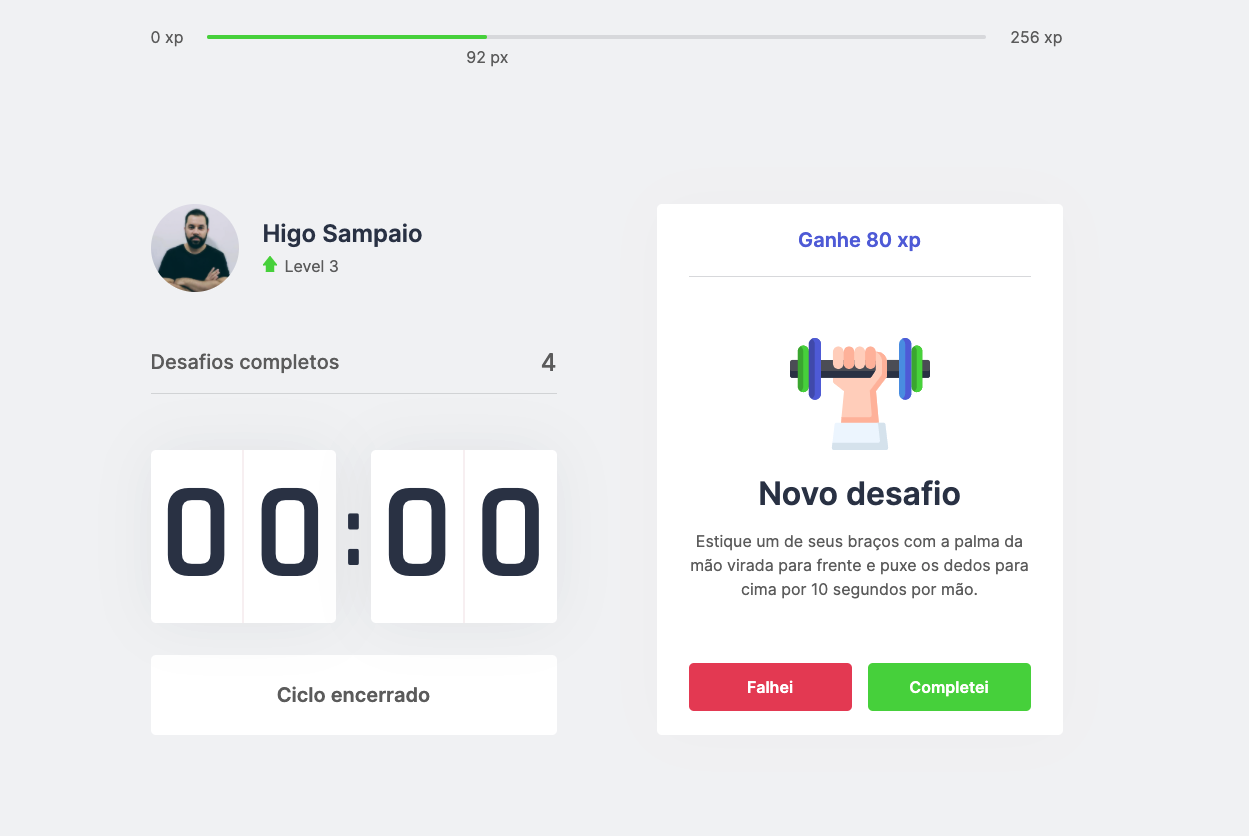 0 xp
256 xp
92 px
Higo Sampaio
Level 3
Desafios completos 4
00:00
Ciclo encerrado
Ganhe 80 xp
Novo desafio
Estique um de seus braços com a palma da
mão virada para frente e puxe os dedos para
cima por 10 segundos por mão.
Falhei
Completei